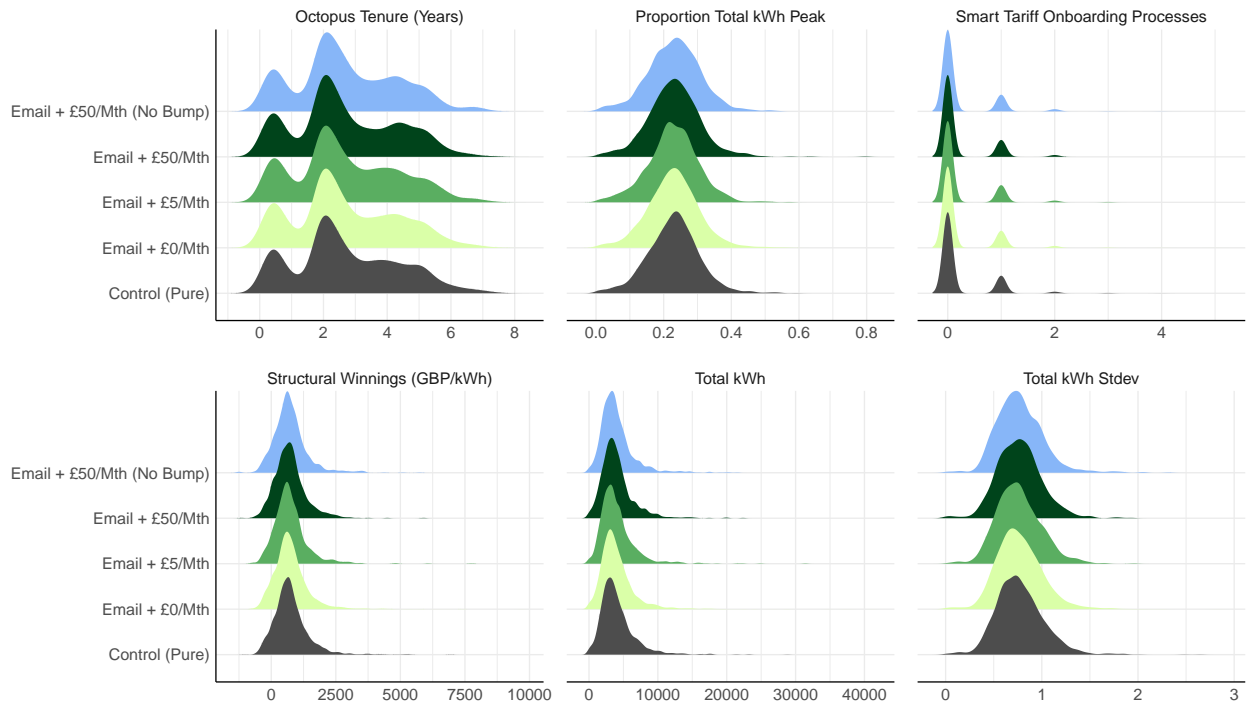 Octopus Tenure (Years)
Proportion Total kWh Peak
Smart Tariff Onboarding Processes
Email + £50/Mth (No Bump)
Email + £50/Mth
Email + £5/Mth
Email + £0/Mth
Control (Pure)
0 2 4 6 8
0.0 0.2 0.4 0.6 0.8
0 2 4
Structural Winnings (GBP/kWh)
Total kWh
Total kWh Stdev
Email + £50/Mth (No Bump)
Email + £50/Mth
Email + £5/Mth
Email + £0/Mth
Control (Pure)
0 2500 5000 7500 10000
0 10000 20000 30000 40000
0 1 2 3